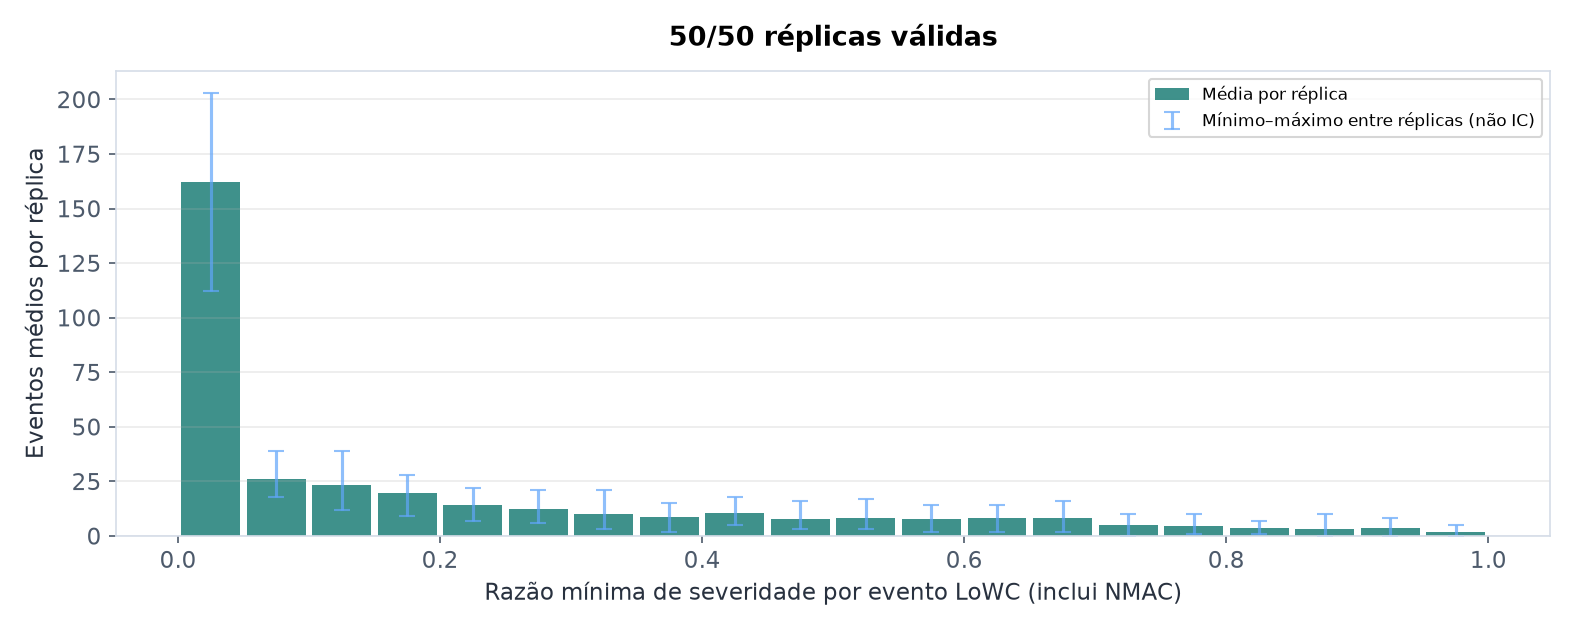 50/50 réplicas válidas
Média por réplica
Mínimo–máximo entre réplicas (não IC)
Eventos médios por réplica
200
175
150
125
100
75
50
25
0
0.0 0.2 0.4 0.6 0.8 1.0
Razão mínima de severidade por evento LoWC (inclui NMAC)